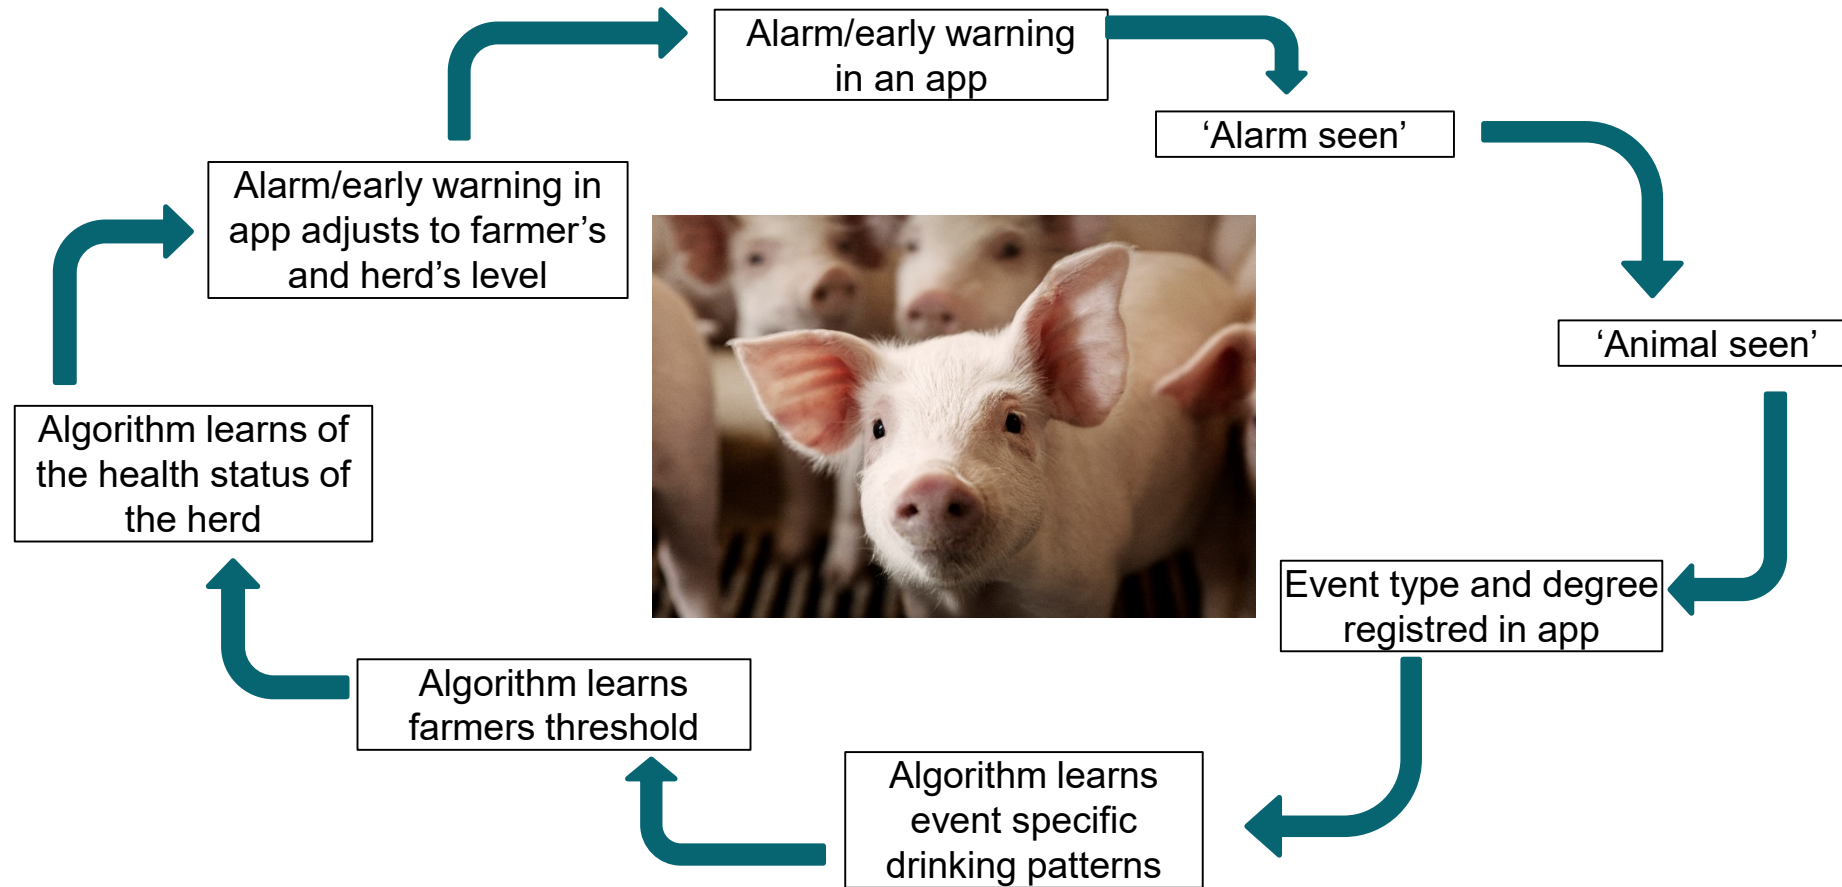 Alarm/early warning
in an app
‘Alarm seen’
‘Animal seen’
Event type and degree
registred in app
Algorithm learns
event specific
drinking patterns
Algorithm learns
farmers threshold
Algorithm learns of
the health status of
the herd
Alarm/early warning in
app adjusts to farmer’s
and herd’s level